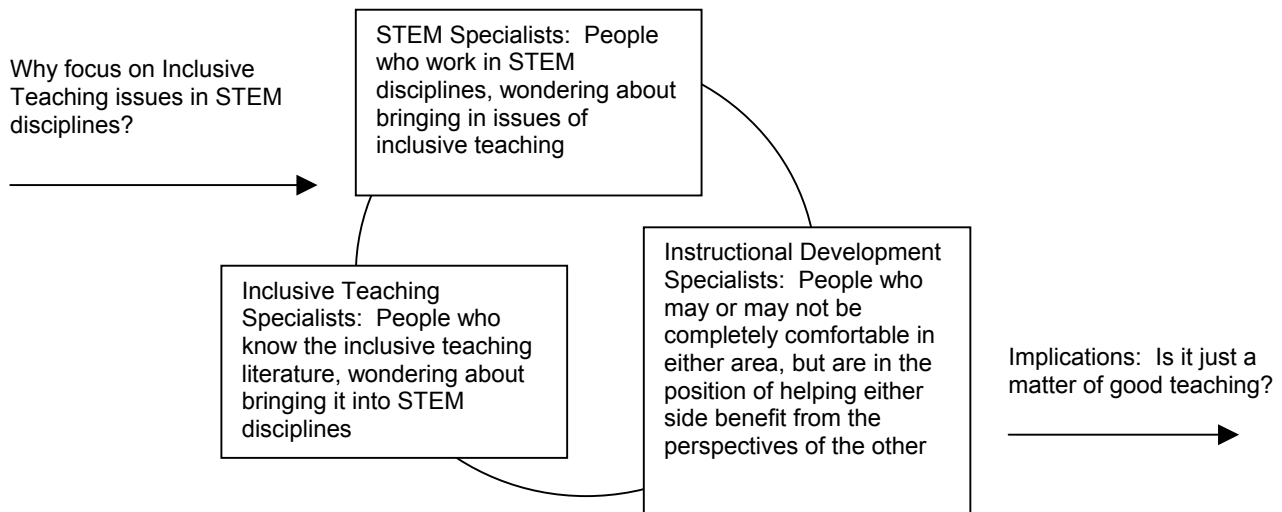 Why focus on Inclusive
Teaching issues in STEM
disciplines?
STEM Specialists:  People
who work in STEM
disciplines, wondering about
bringing in issues of
inclusive teaching
Inclusive Teaching
Specialists:  People who
know the inclusive teaching
literature, wondering about
bringing it into STEM
disciplines
Instructional Development
Specialists:  People who
may or may not be
completely comfortable in
either area, but are in the
position of helping either
side benefit from the
perspectives of the other
Implications:  Is it just a
matter of good teaching?